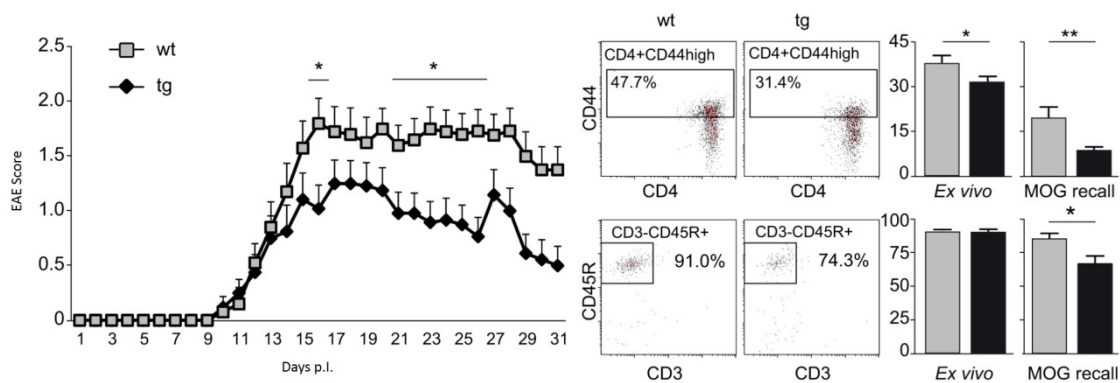 wt
tg
2.5
2.0
1.5
1.0
0.5
0
EAE Score
* *
1 3 5 7 9 11 13 15 17 19 21 23 25 27 29 31
Days p.I.
wt tg
CD4+CD44high CD4+CD44high
47.7% 31.4%
CD44
CD4 CD4
* **
45
30
15
0
Ex vivo MOG recall
CD3-CD45R+ CD3-CD45R+
91.0% 74.3%
CD45R
CD3 CD3
*
100
75
50
25
0
Ex vivo MOG recall